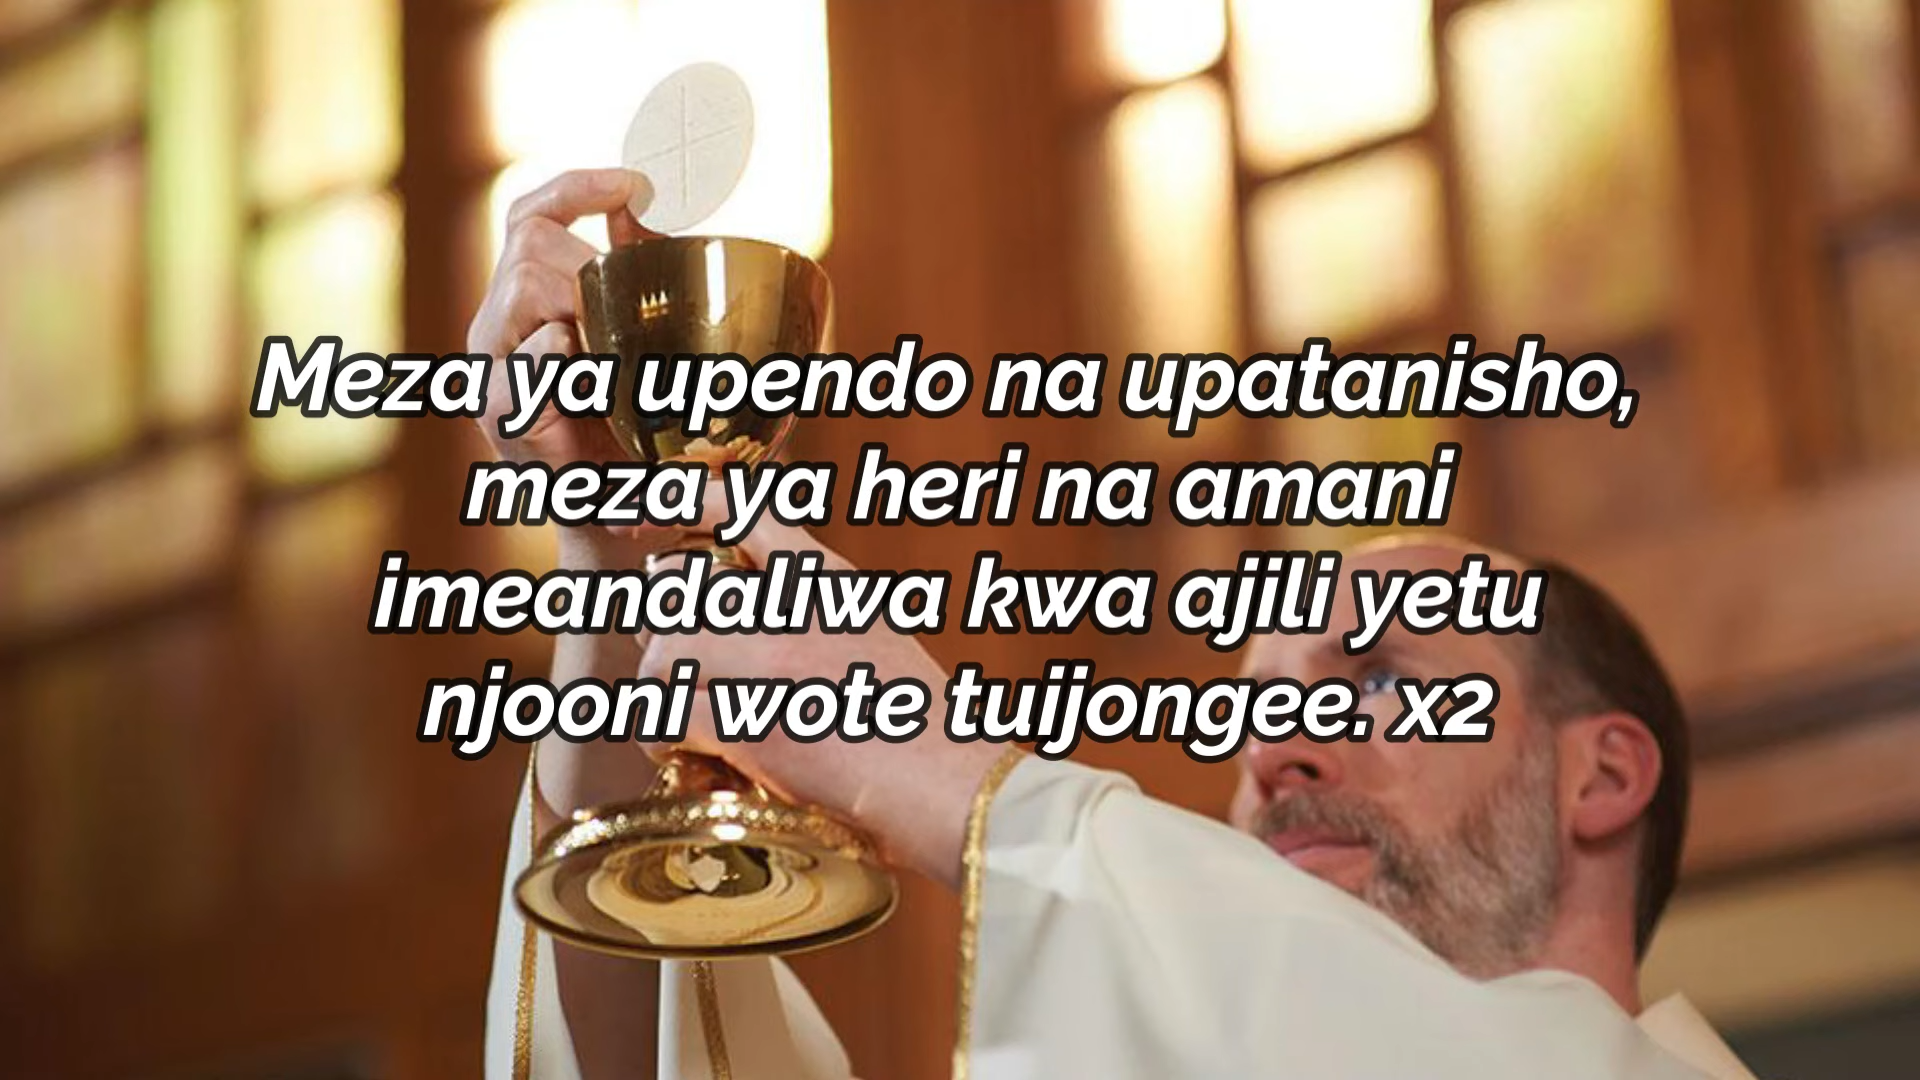 Meza ya upendo na upatanisho,
meza ya heri na amani
imeandaliwa kwa ajili yetu
njooni wote tuijongee. x2